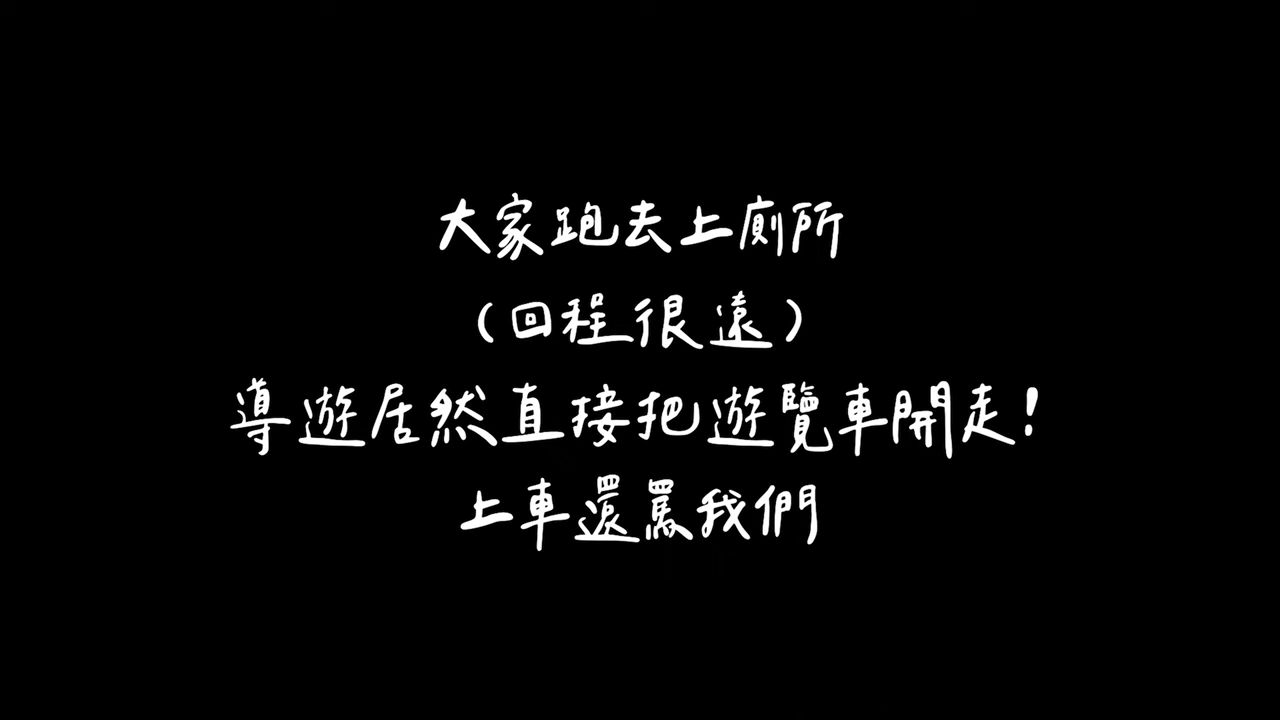 大家跑去上廁所
(回程很遠)
導遊居然直接把遊覽車開走!
上車還罵我們